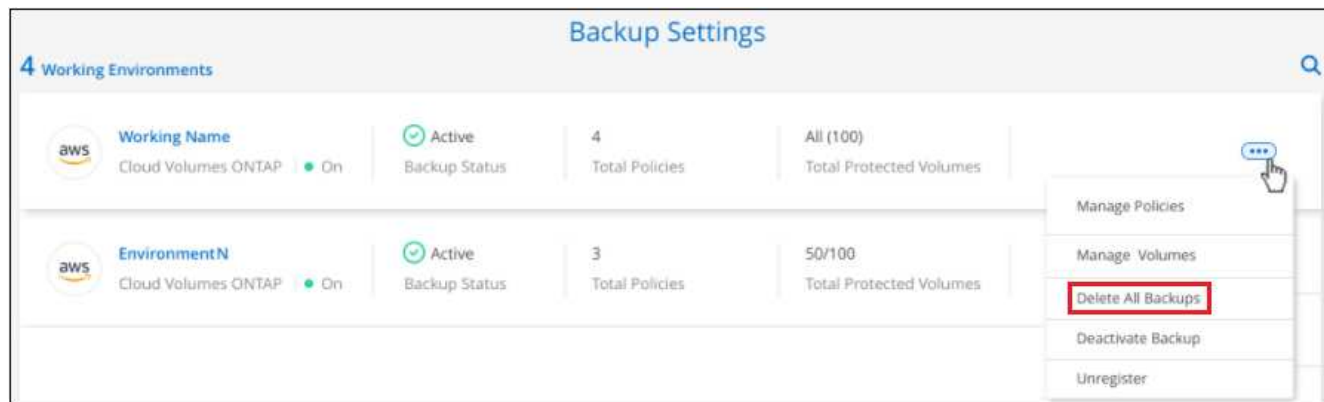 Backup Settings
4 Working Environments
aws
Working Name
Cloud Volumes ONTAP
On
Active
Backup Status
4
Total Policies
All (100)
Total Protected Volumes
Manage Policies
Manage Volumes
Delete All Backups
Deactivate Backup
Unregister
aws
EnvironmentN
Cloud Volumes ONTAP
On
Active
Backup Status
3
Total Policies
50/100
Total Protected Volumes